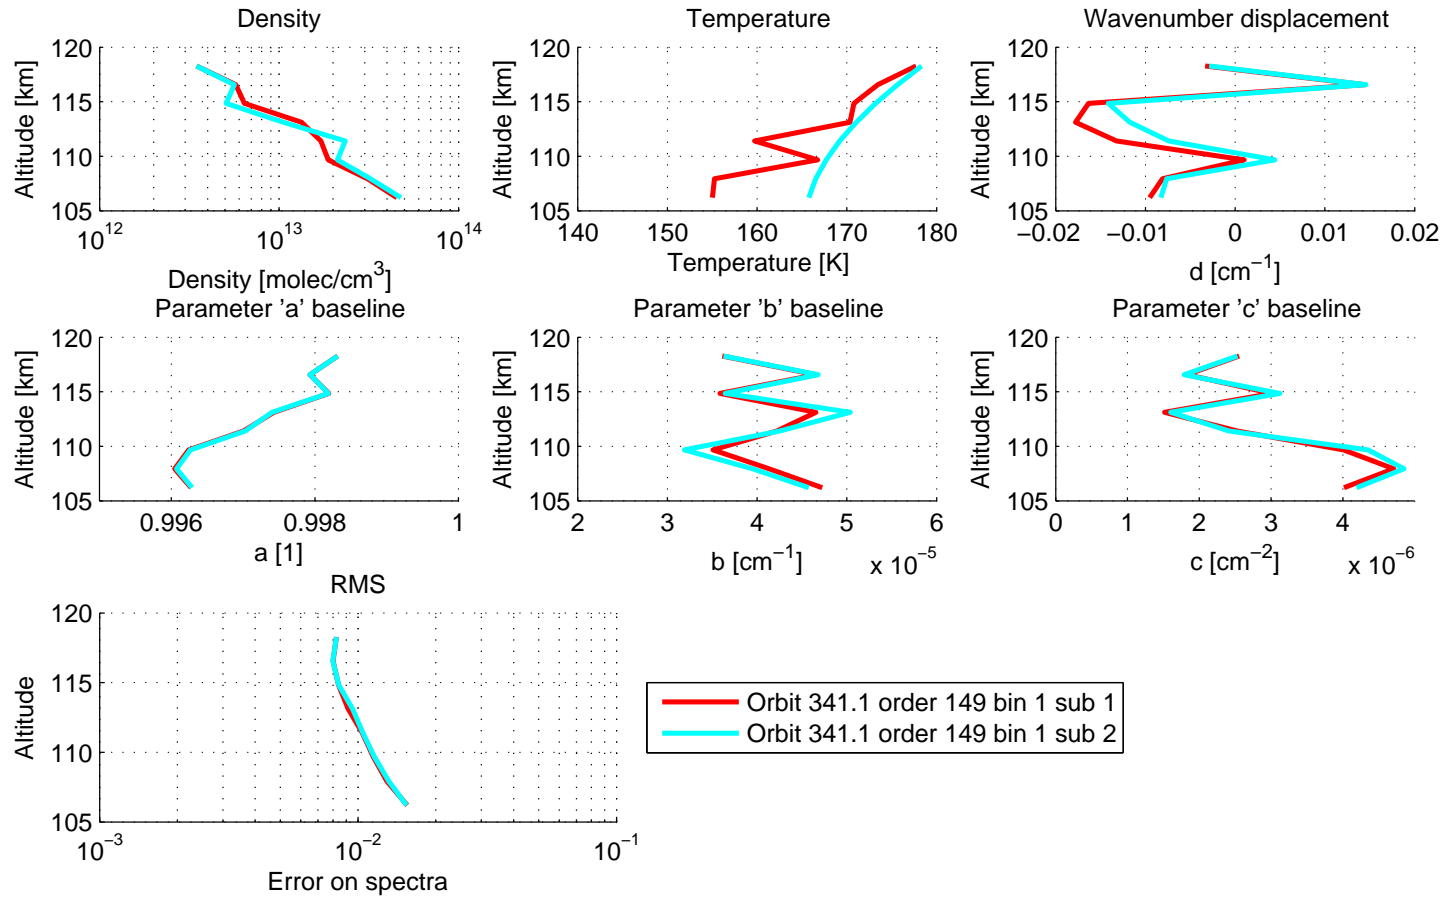 Density
120
115
110
105
Altitude [km]
10^12
10^13
10^14
Density [molec/cm^3]
Temperature
120
115
110
105
Altitude [km]
140
150
160
170
180
Temperature [K]
Wavenumber displacement
120
115
110
105
Altitude [km]
−0.02
−0.01
0
0.01
0.02
d [cm^−1]
Parameter 'a' baseline
120
115
110
105
Altitude [km]
0.996
0.998
1
a [1]
Parameter 'b' baseline
120
115
110
105
Altitude [km]
2
3
4
5
6
b [cm^−1]
x 10^−5
Parameter 'c' baseline
120
115
110
105
Altitude [km]
0
1
2
3
4
c [cm^−2]
x 10^−6
RMS
120
115
110
105
Altitude
10^−3
10^−2
10^−1
Error on spectra
Orbit 341.1 order 149 bin 1 sub 1
Orbit 341.1 order 149 bin 1 sub 2